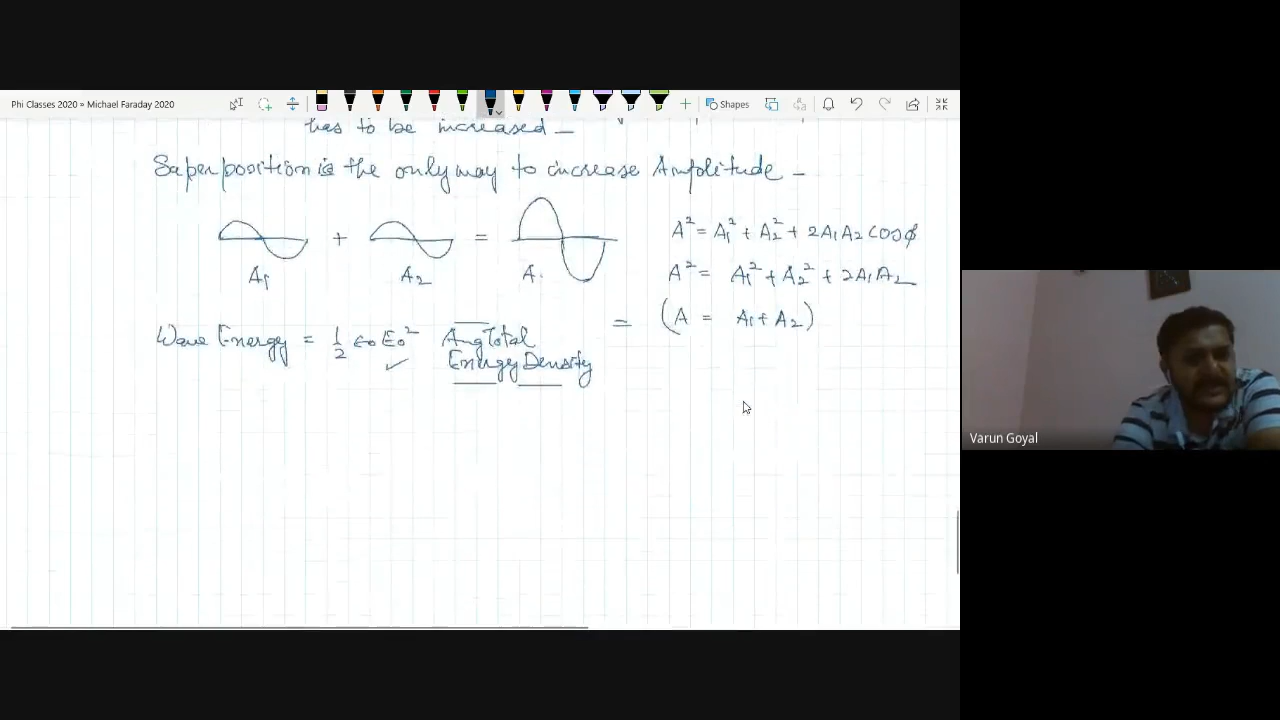 Phi Classes 2020 » Michael Faraday 2020
Shapes
has to be increased –
Superposition is the only way to increase Amplitude –
A₁ + A₂ = A
A² = A₁² + A₂² + 2A₁A₂ cosϕ
A² = A₁² + A₂² + 2A₁A₂
= (A = A₁ + A₂)
Wave Energy = 1/2 ε₀E₀² ✓ Avg Total
Energy Density
Varun Goyal